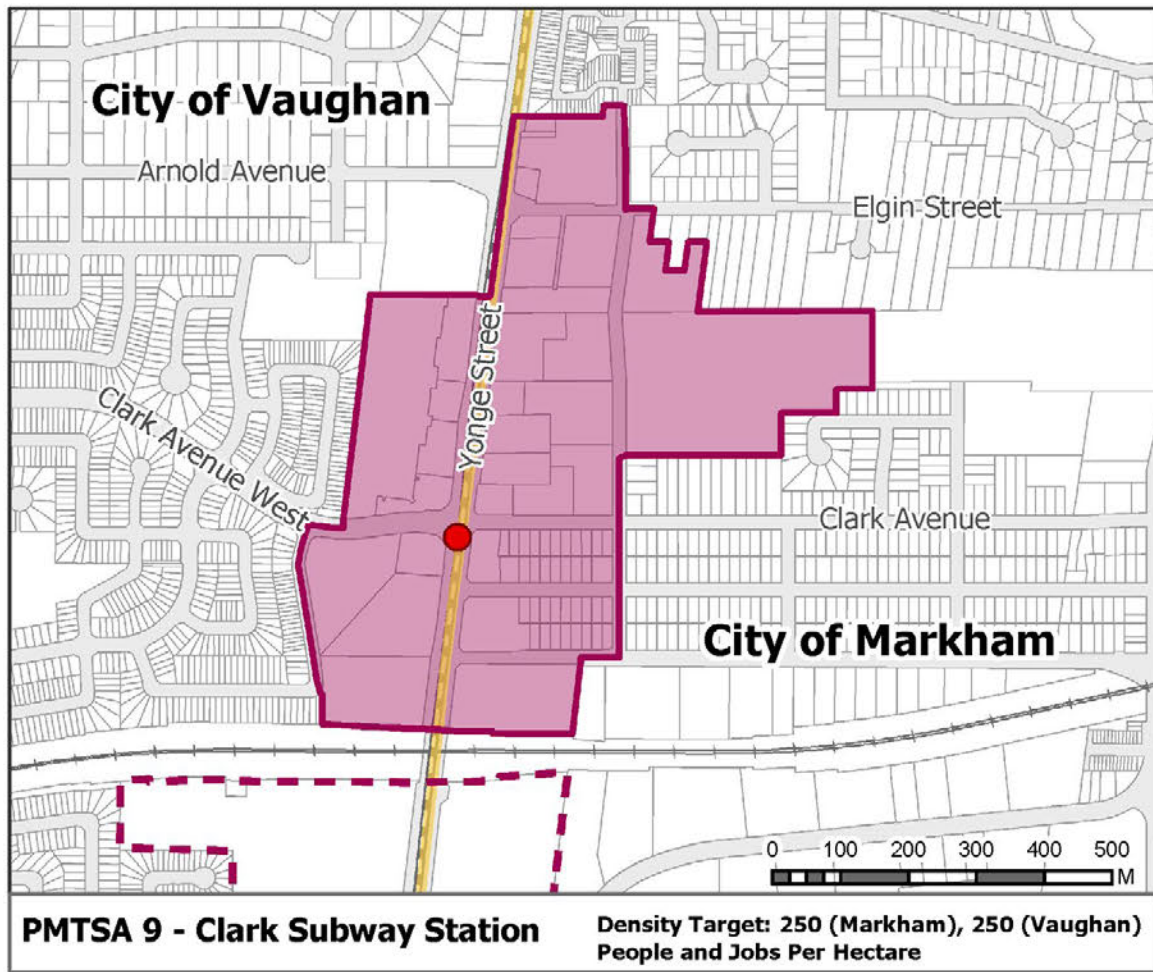 City of Vaughan
Arnold Avenue
Elgin Street
Yonge Street
Clark Avenue West
Clark Avenue
City of Markham
0 100 200 300 400 500
M
PMTSA 9 - Clark Subway Station
Density Target: 250 (Markham), 250 (Vaughan)
People and Jobs Per Hectare